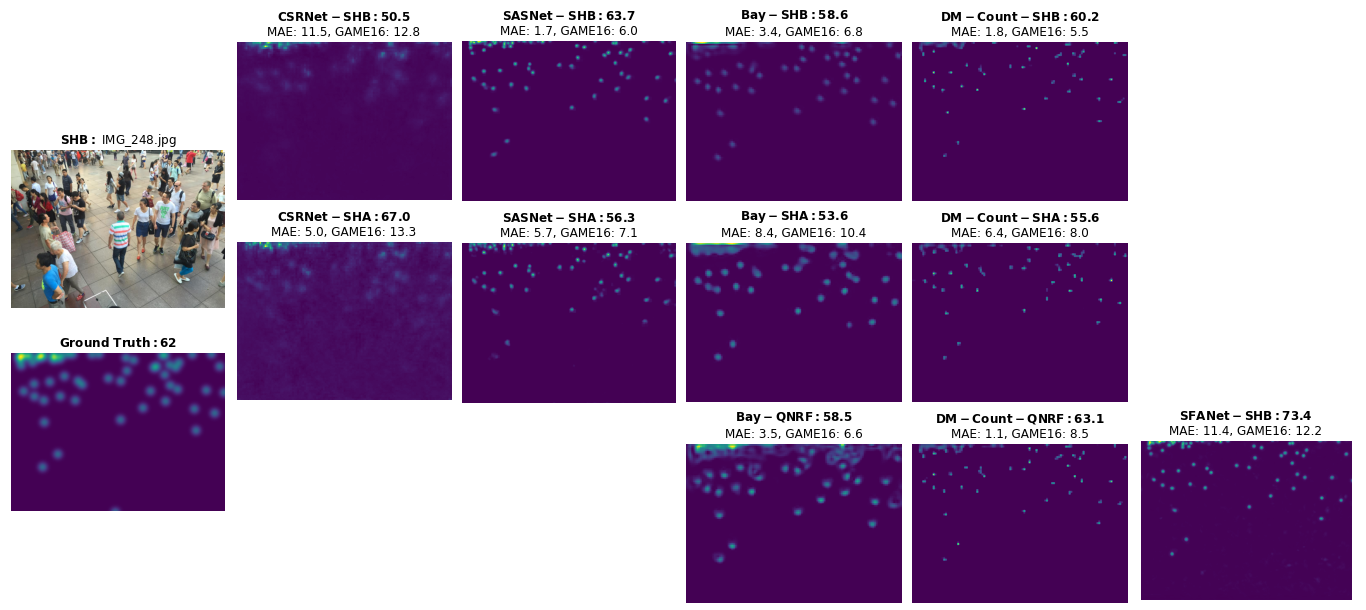 CSRNet − SHB: 50.5
MAE: 11.5, GAME16: 12.8
SASNet − SHB: 63.7
MAE: 1.7, GAME16: 6.0
Bay − SHB: 58.6
MAE: 3.4, GAME16: 6.8
DM − Count − SHB: 60.2
MAE: 1.8, GAME16: 5.5
SHB: IMG_248.jpg
CSRNet − SHA: 67.0
MAE: 5.0, GAME16: 13.3
SASNet − SHA: 56.3
MAE: 5.7, GAME16: 7.1
Bay − SHA: 53.6
MAE: 8.4, GAME16: 10.4
DM − Count − SHA: 55.6
MAE: 6.4, GAME16: 8.0
Ground Truth: 62
Bay − QNRF: 58.5
MAE: 3.5, GAME16: 6.6
DM − Count − QNRF: 63.1
MAE: 1.1, GAME16: 8.5
SFANet − SHB: 73.4
MAE: 11.4, GAME16: 12.2